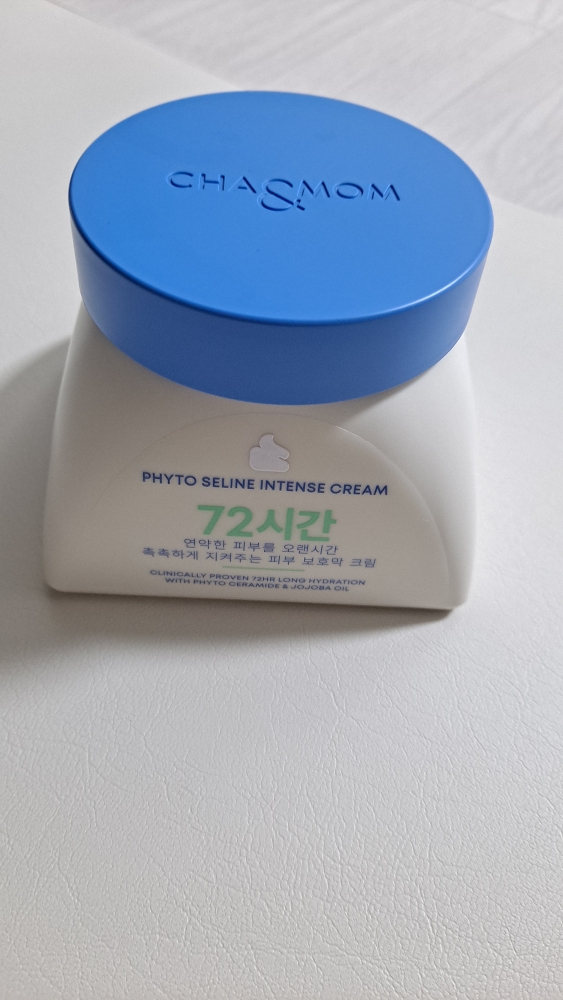 CHA&MOM
PHYTO SELINE INTENSE CREAM
72시간
연약한 피부를 오랜시간
촉촉하게 지켜주는 피부 보호막 크림
CLINICALLY PROVEN 72HR LONG HYDRATION
WITH PHYTO CERAMIDE & JOJOBA OIL